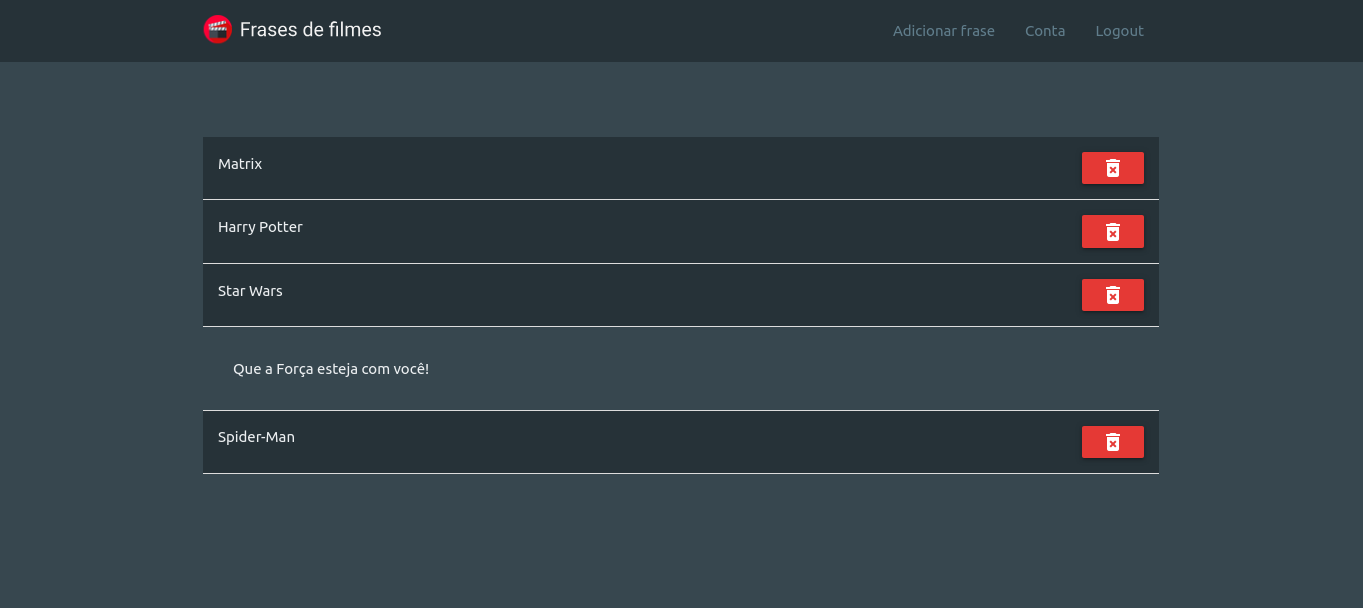 Frases de filmes
Adicionar frase
Conta
Logout
Matrix
Harry Potter
Star Wars
Que a Força esteja com você!
Spider-Man